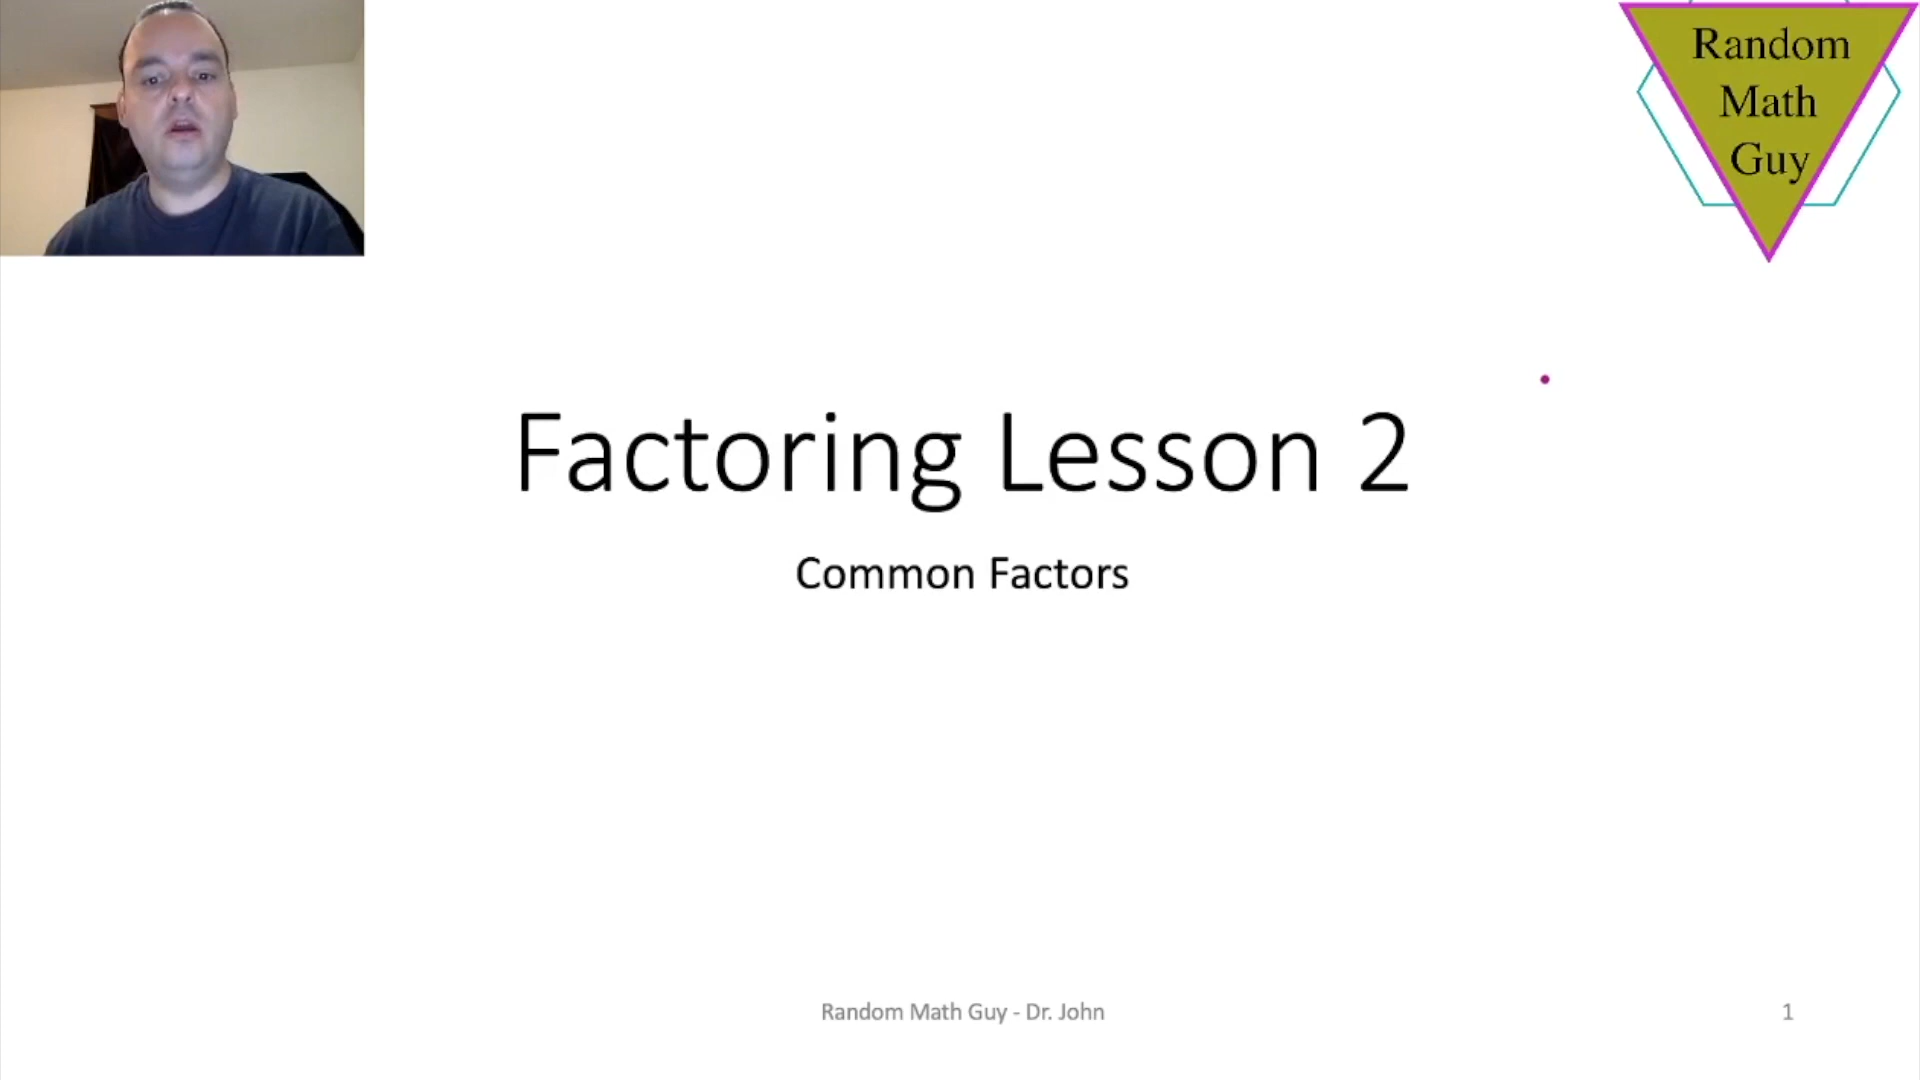 Random
Math
Guy
Factoring Lesson 2
Common Factors
Random Math Guy - Dr. John
1